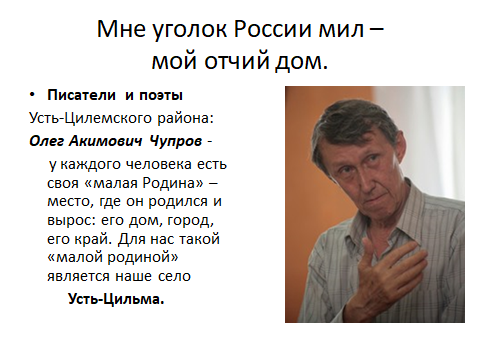 Мне уголок России мил –
мой отчий дом.
• Писатели и поэты
Усть-Цилемского района:
Олег Акимович Чупров -
у каждого человека есть
своя «малая Родина» –
место, где он родился и
вырос: его дом, город,
его край. Для нас такой
«малой родиной»
является наше село
Усть-Цильма.